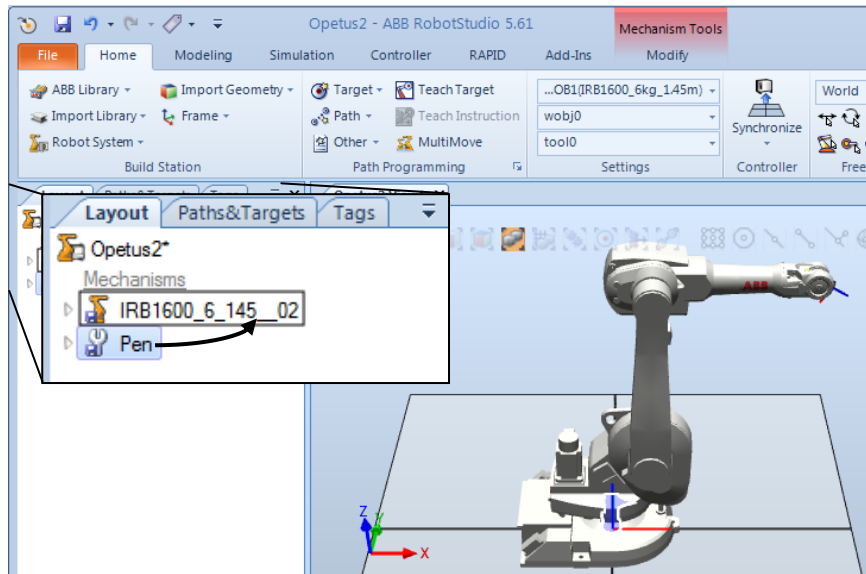 Opetus2 - ABB RobotStudio 5.61
Mechanism Tools
File Home Modeling Simulation Controller RAPID Add-Ins Modify
ABB Library Import Geometry Target Teach Target ...OB1(IRB1600_6kg_1.45m) World
Import Library Frame Path Teach Instruction wobj0 Synchronize
Robot System Other MultiMove tool0
Build Station Path Programming Settings Controller Free
Layout Paths&Targets Tags
Opetus2*
Mechanisms
IRB1600_6_145__02
Pen
ABB
Z Y X